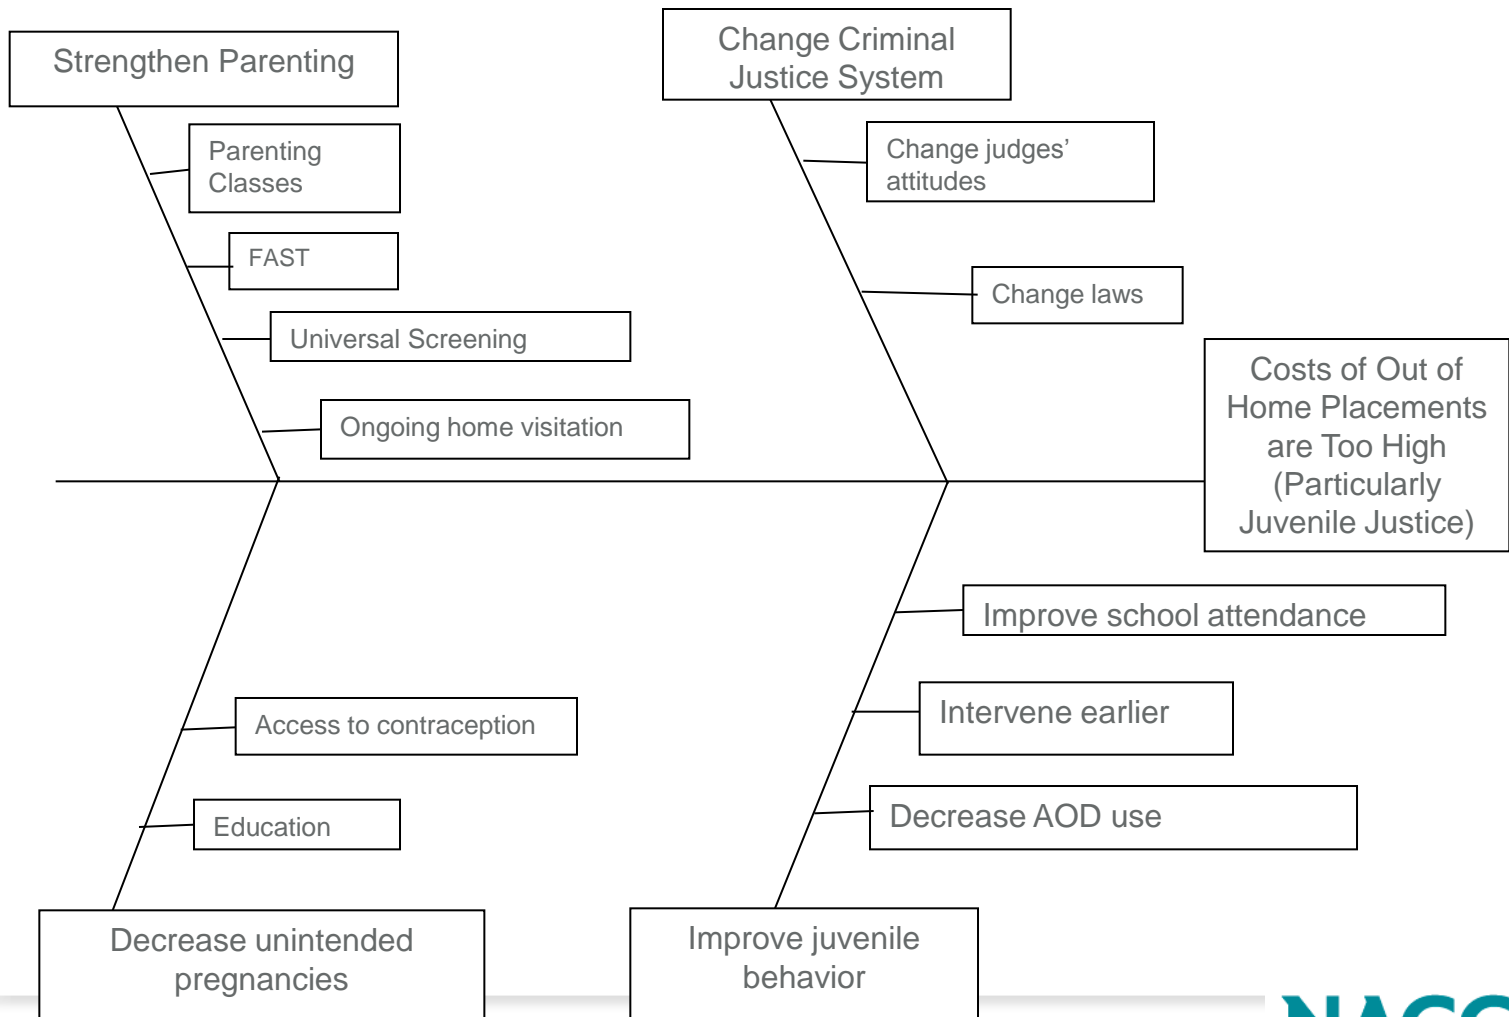 Strengthen Parenting
Parenting
Classes
FAST
Universal Screening
Ongoing home visitation
Change Criminal
Justice System
Change judges’
attitudes
Change laws
Costs of Out of
Home Placements
are Too High
(Particularly
Juvenile Justice)
Improve school attendance
Intervene earlier
Decrease AOD use
Improve juvenile
behavior
Access to contraception
Education
Decrease unintended
pregnancies